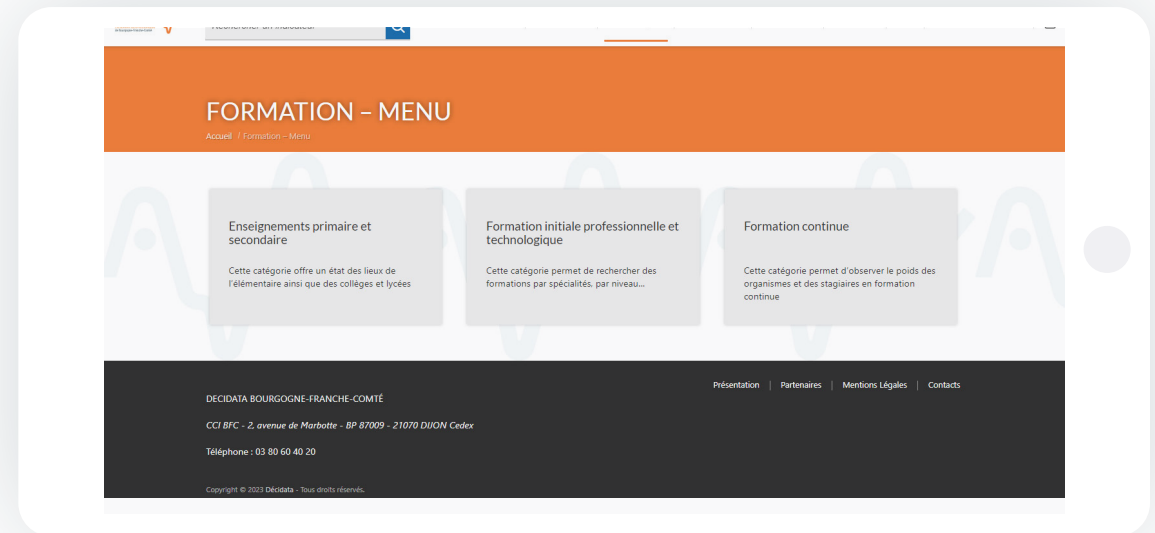 FORMATION – MENU
Accueil / Formation – Menu
Enseignements primaire et
secondaire
Cette catégorie offre un état des lieux de
l'élémentaire ainsi que des collèges et lycées
Formation initiale professionnelle et
technologique
Cette catégorie permet de rechercher des
formations par spécialités, par niveau...
Formation continue
Cette catégorie permet d'observer le poids des
organismes et des stagiaires en formation
continue
Présentation | Partenaires | Mentions Légales | Contacts
DECIDATA BOURGOGNE-FRANCHE-COMTÉ
CCI BFC - 2, avenue de Marbotte - BP 87009 - 21070 DIJON Cedex
Téléphone : 03 80 60 40 20
Copyright © 2023 Décidata - Tous droits réservés.